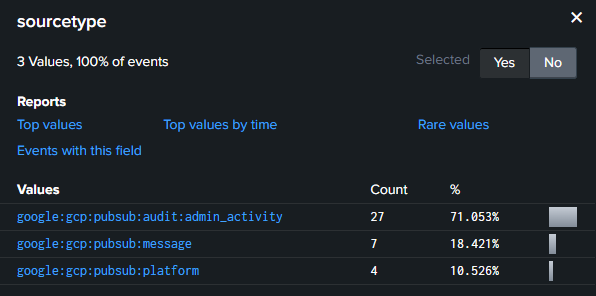 sourcetype
3 Values, 100% of events
Selected Yes No
Reports
Top values Top values by time Rare values
Events with this field
Values Count %
google:gcp:pubsub:audit:admin_activity 27 71.053%
google:gcp:pubsub:message 7 18.421%
google:gcp:pubsub:platform 4 10.526%